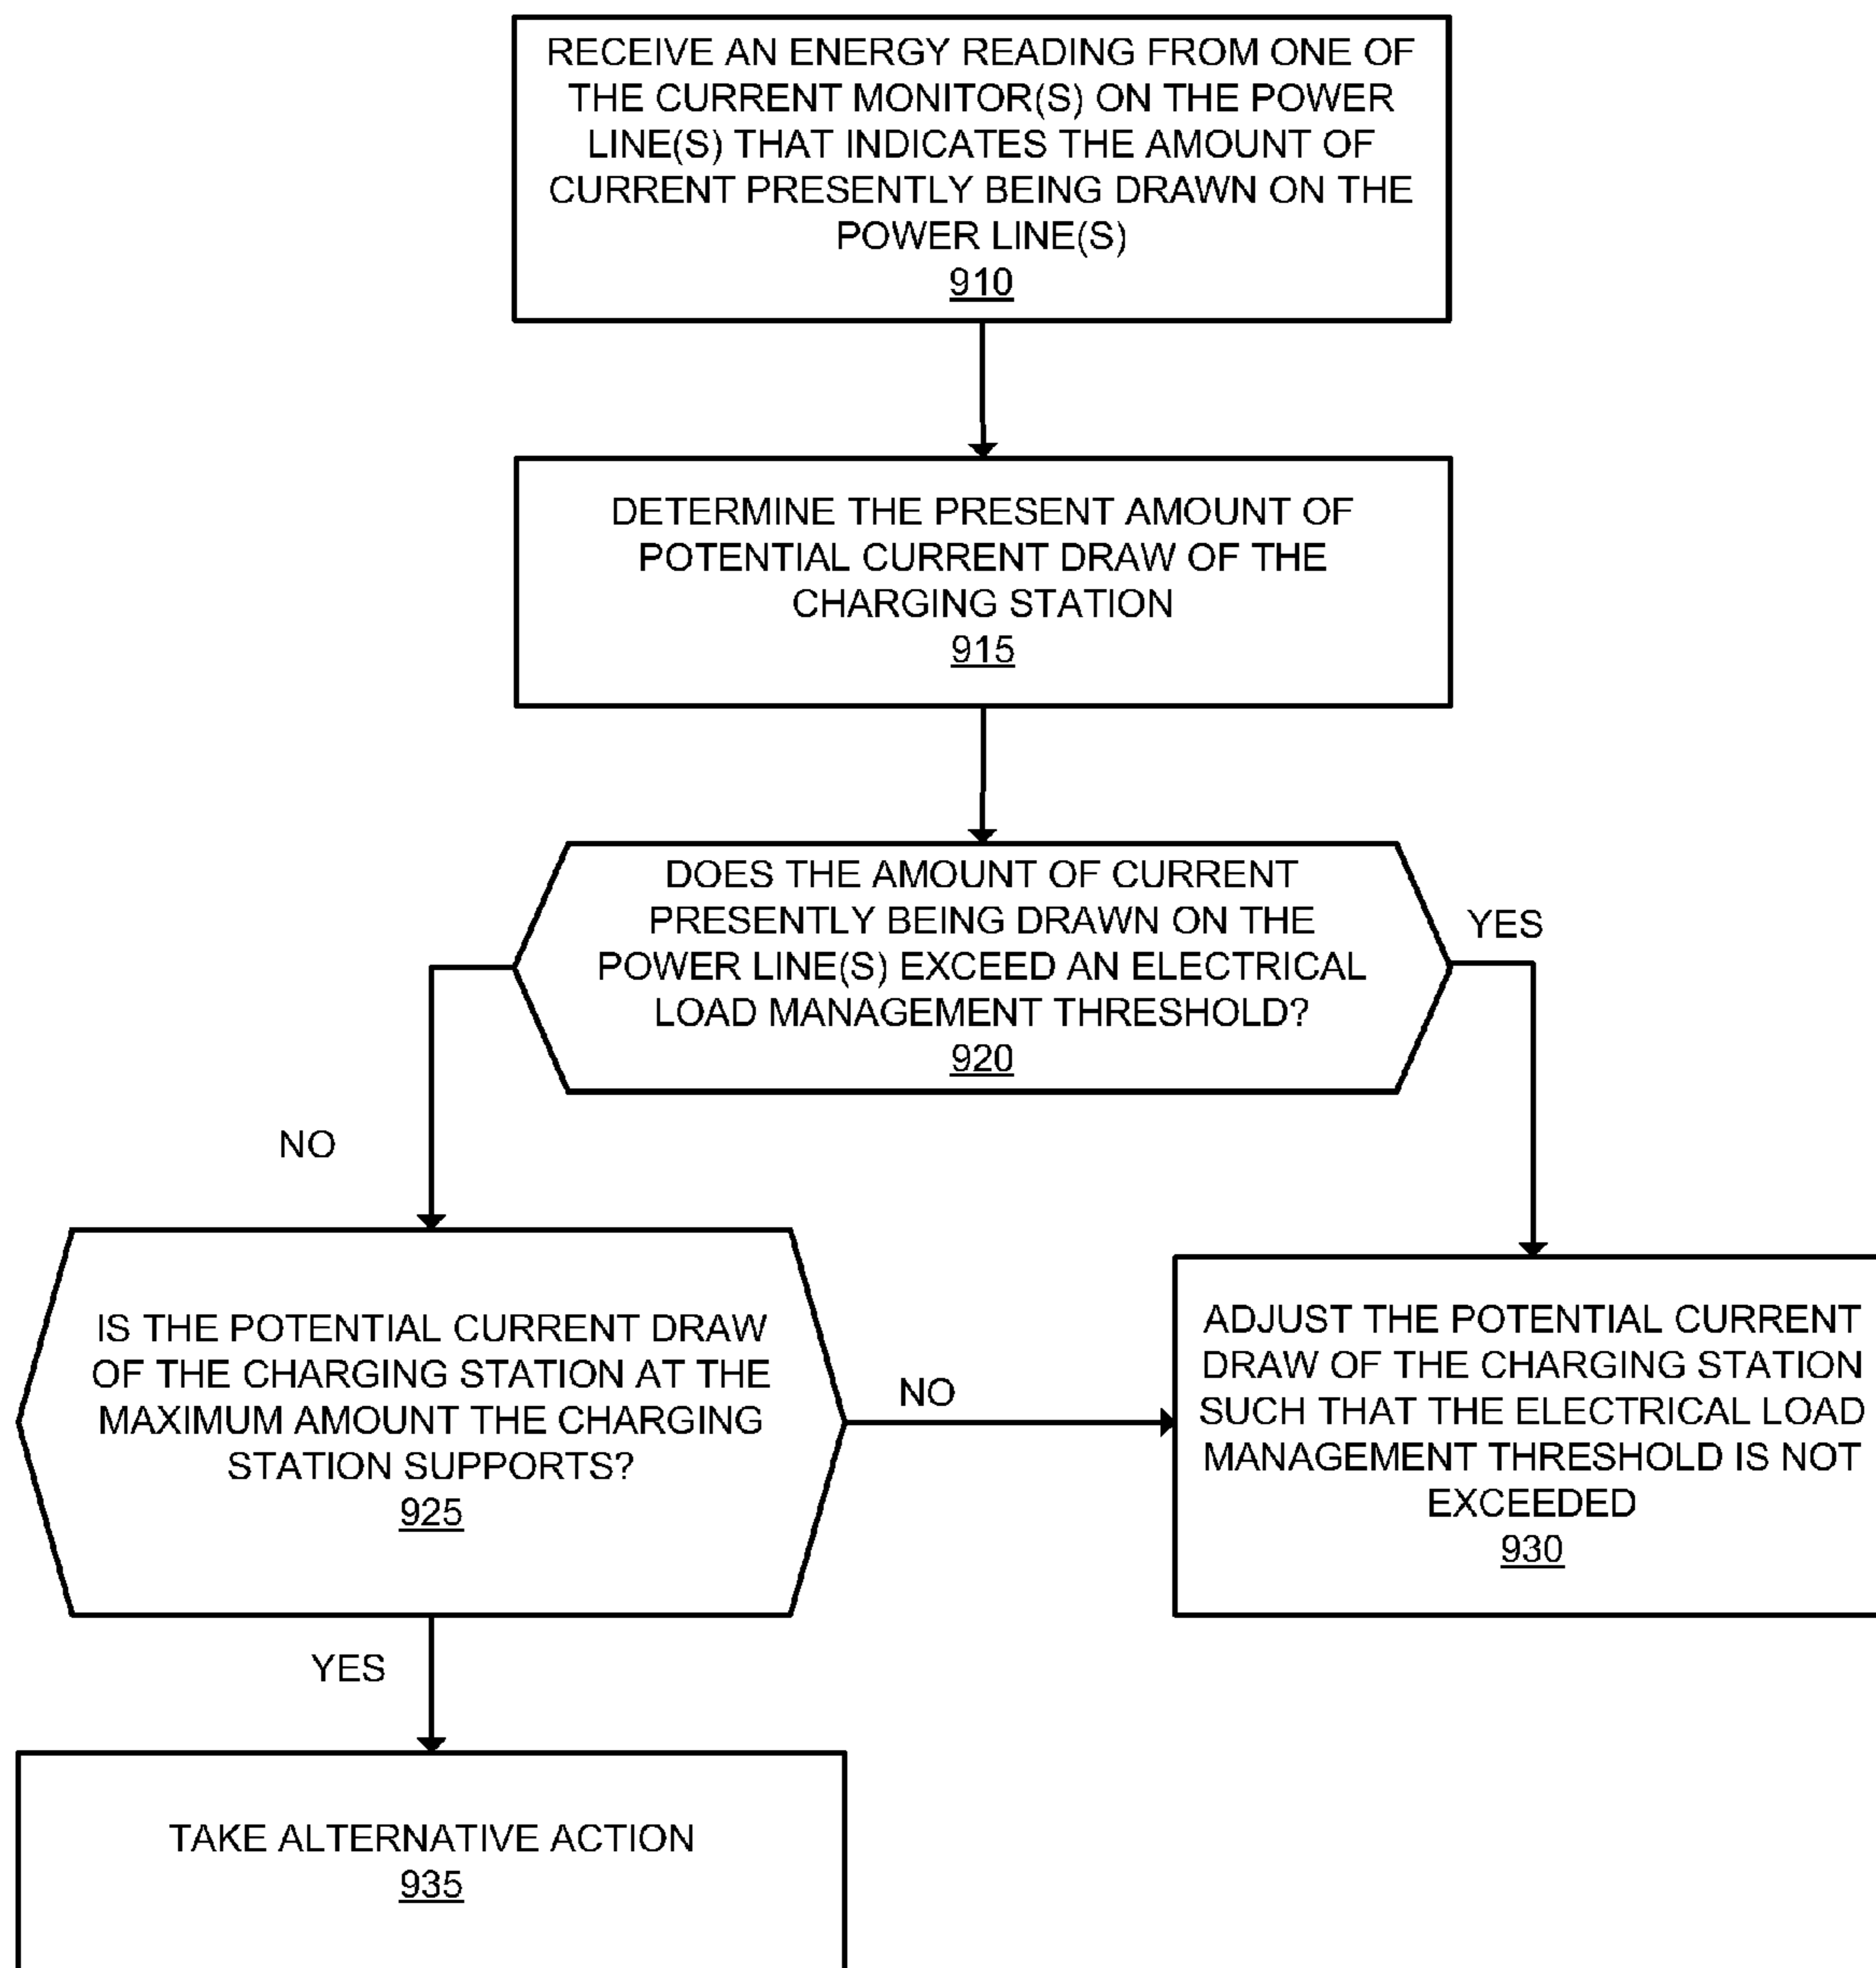 RECEIVE AN ENERGY READING FROM ONE OF
THE CURRENT MONITOR(S) ON THE POWER
LINE(S) THAT INDICATES THE AMOUNT OF
CURRENT PRESENTLY BEING DRAWN ON THE
POWER LINE(S)
910
DETERMINE THE PRESENT AMOUNT OF
POTENTIAL CURRENT DRAW OF THE
CHARGING STATION
915
DOES THE AMOUNT OF CURRENT
PRESENTLY BEING DRAWN ON THE
POWER LINE(S) EXCEED AN ELECTRICAL
LOAD MANAGEMENT THRESHOLD?
920
YES
NO
IS THE POTENTIAL CURRENT DRAW
OF THE CHARGING STATION AT THE
MAXIMUM AMOUNT THE CHARGING
STATION SUPPORTS?
925
NO
ADJUST THE POTENTIAL CURRENT
DRAW OF THE CHARGING STATION
SUCH THAT THE ELECTRICAL LOAD
MANAGEMENT THRESHOLD IS NOT
EXCEEDED
930
YES
TAKE ALTERNATIVE ACTION
935